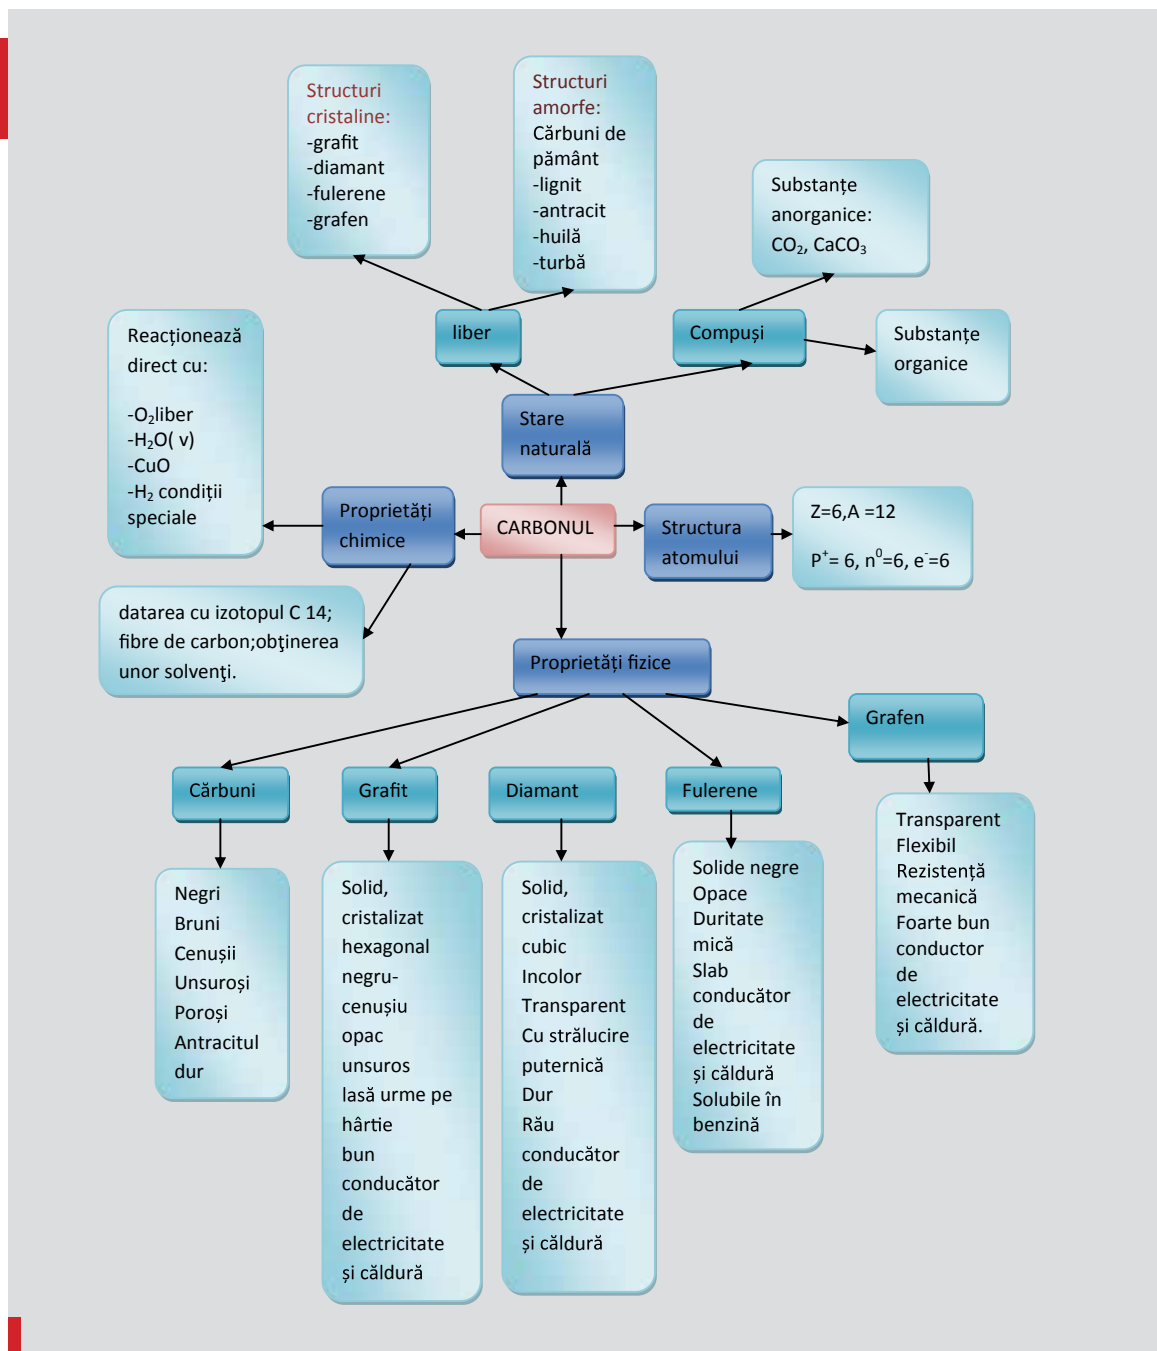 Structuri
cristaline:
-grafit
-diamant
-fulerene
-grafen
Structuri
amorfe:
Cărbuni de
pământ
-lignit
-antracit
-huilă
-turbă
Substanțe
anorganice:
CO₂, CaCO₃
liber
Compuși
Substanțe
organice
Reacționează
direct cu:
-O₂liber
-H₂O( v)
-CuO
-H₂ condiții
speciale
Stare
naturală
Proprietăți
chimice
CARBONUL
Structura
atomului
Z=6,A =12
P⁺= 6, n⁰=6, e⁻=6
datarea cu izotopul C 14;
fibre de carbon;obţinerea
unor solvenţi.
Proprietăți fizice
Cărbuni
Grafit
Diamant
Fulerene
Grafen
Negri
Bruni
Cenușii
Unsuroși
Poroși
Antracitul
dur
Solid,
cristalizat
hexagonal
negru-
cenușiu
opac
unsuros
lasă urme pe
hârtie
bun
conducător
de
electricitate
și căldură
Solid,
cristalizat
cubic
Incolor
Transparent
Cu strălucire
puternică
Dur
Rău
conducător
de
electricitate
și căldură
Solide negre
Opace
Duritate
mică
Slab
conducător
de
electricitate
și căldură
Solubile în
benzină
Transparent
Flexibil
Rezistență
mecanică
Foarte bun
conductor
de
electricitate
și căldură.